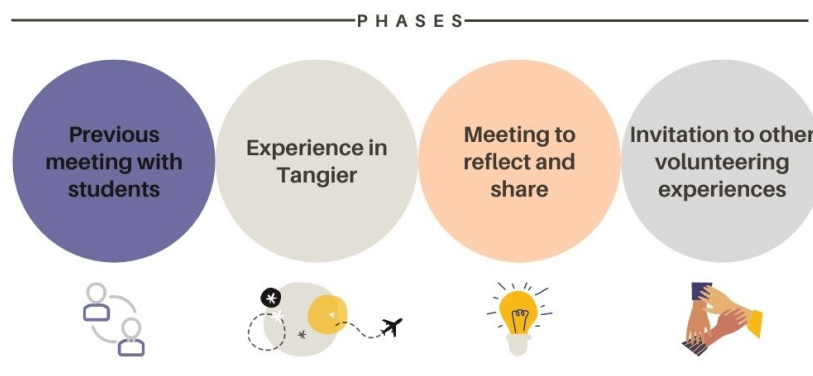 PHASES
Previous
meeting with
students
Experience in
Tangier
Meeting to
reflect and
share
Invitation to other
volunteering
experiences